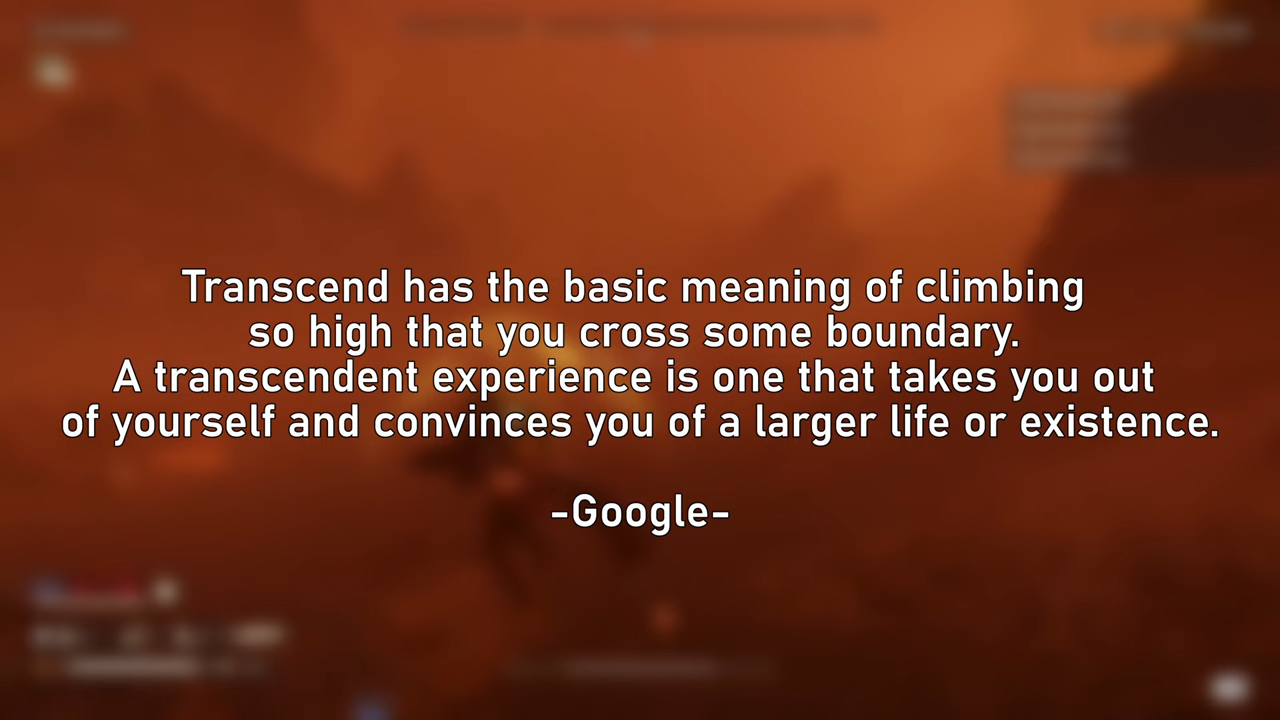 Transcend has the basic meaning of climbing
so high that you cross some boundary.
A transcendent experience is one that takes you out
of yourself and convinces you of a larger life or existence.
-Google-